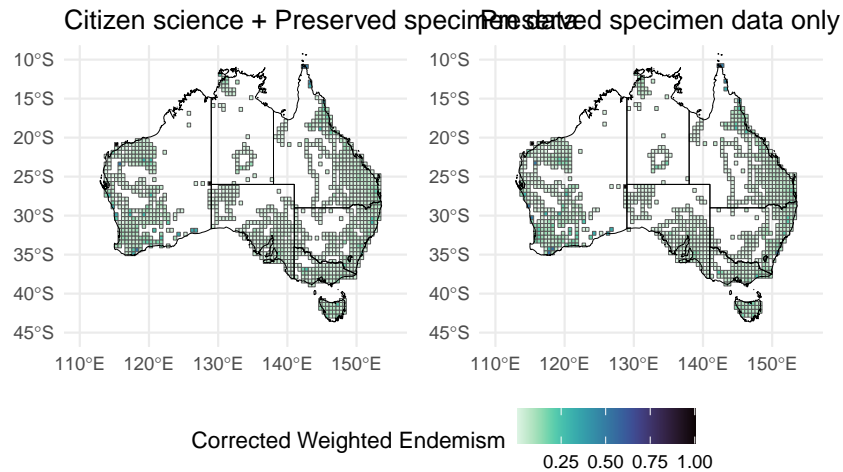 Citizen science + Preserved specimen data
Preserved specimen data only
10°S
15°S
20°S
25°S
30°S
35°S
40°S
45°S
110°E 120°E 130°E 140°E 150°E
10°S
15°S
20°S
25°S
30°S
35°S
40°S
45°S
110°E 120°E 130°E 140°E 150°E
Corrected Weighted Endemism
0.25 0.50 0.75 1.00